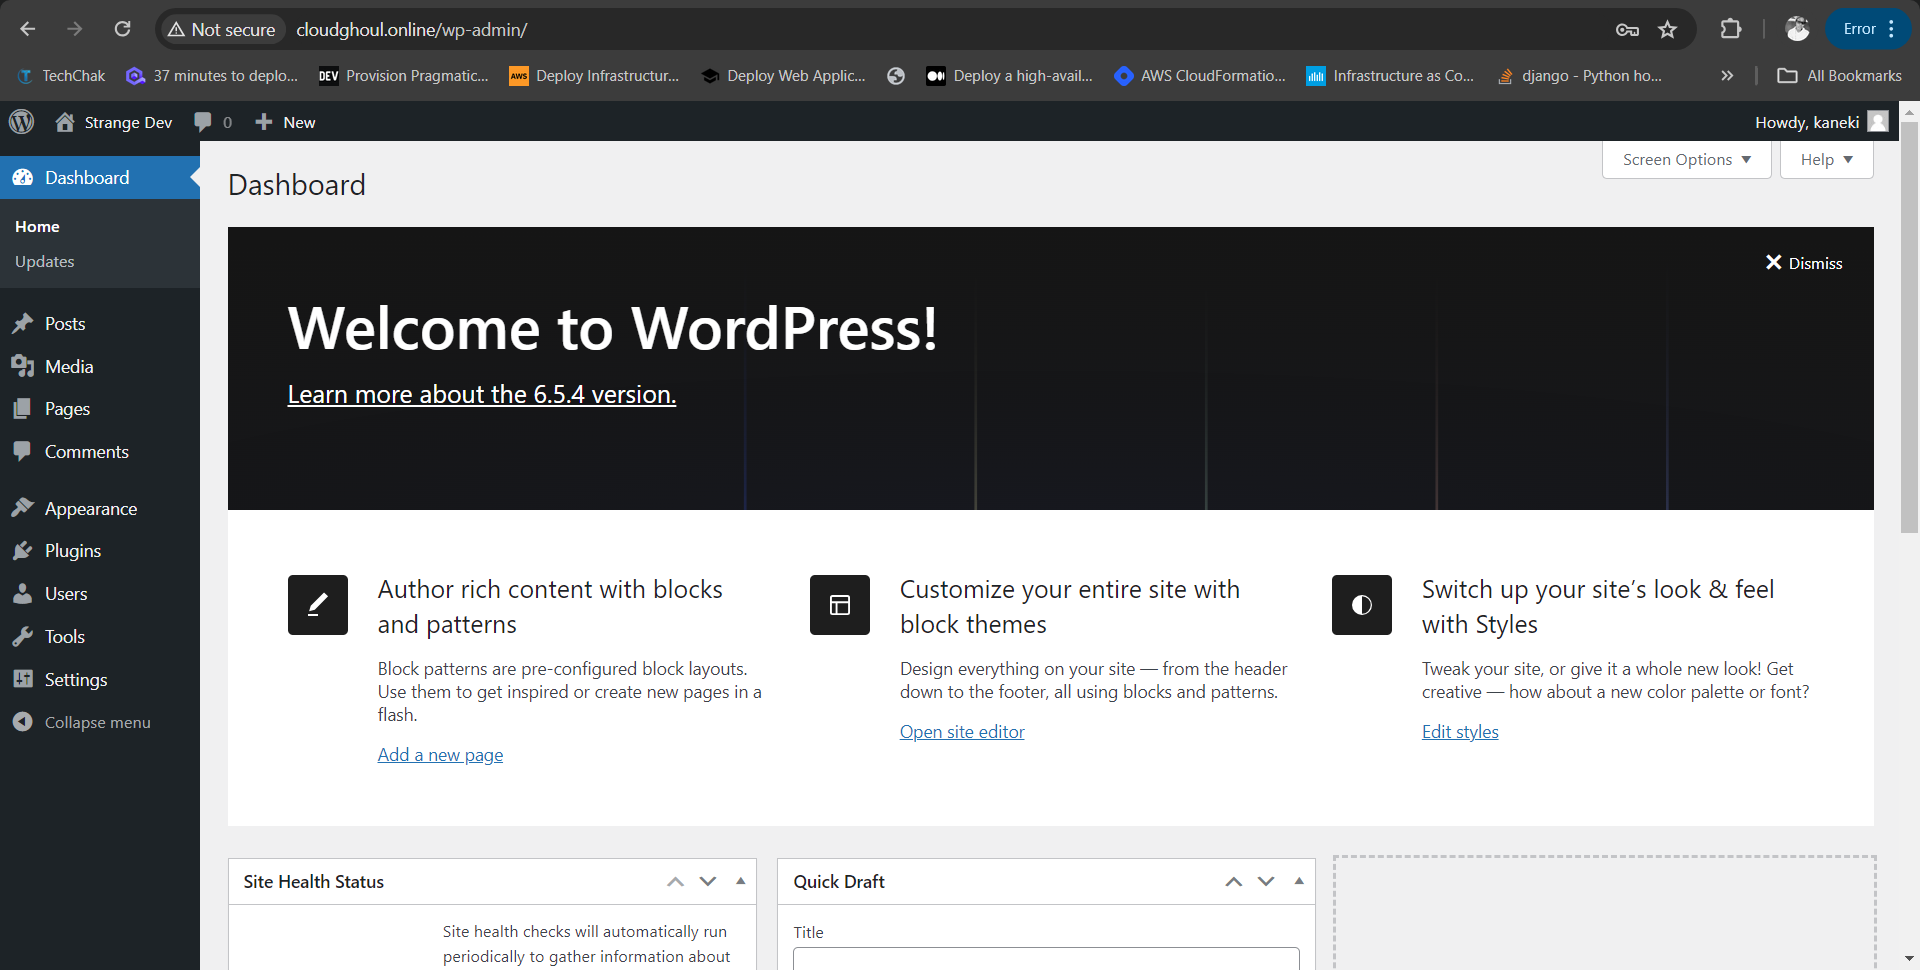 Not secure
cloudghoul.online/wp-admin/
Error
TechChak
37 minutes to deplo...
DEV
Provision Pragmatic...
AWS
Deploy Infrastructur...
Deploy Web Applic...
Deploy a high-avail...
AWS CloudFormatio...
Infrastructure as Co...
django - Python ho...
»
All Bookmarks
Strange Dev
0
New
Howdy, kaneki
Dashboard
Home
Updates
Posts
Media
Pages
Comments
Appearance
Plugins
Users
Tools
Settings
Collapse menu
Screen Options
Help
Dashboard
Dismiss
Welcome to WordPress!
Learn more about the 6.5.4 version.
Author rich content with blocks
and patterns
Block patterns are pre-configured block layouts.
Use them to get inspired or create new pages in a
flash.
Add a new page
Customize your entire site with
block themes
Design everything on your site — from the header
down to the footer, all using blocks and patterns.
Open site editor
Switch up your site’s look & feel
with Styles
Tweak your site, or give it a whole new look! Get
creative — how about a new color palette or font?
Edit styles
Site Health Status
Site health checks will automatically run
periodically to gather information about
Quick Draft
Title